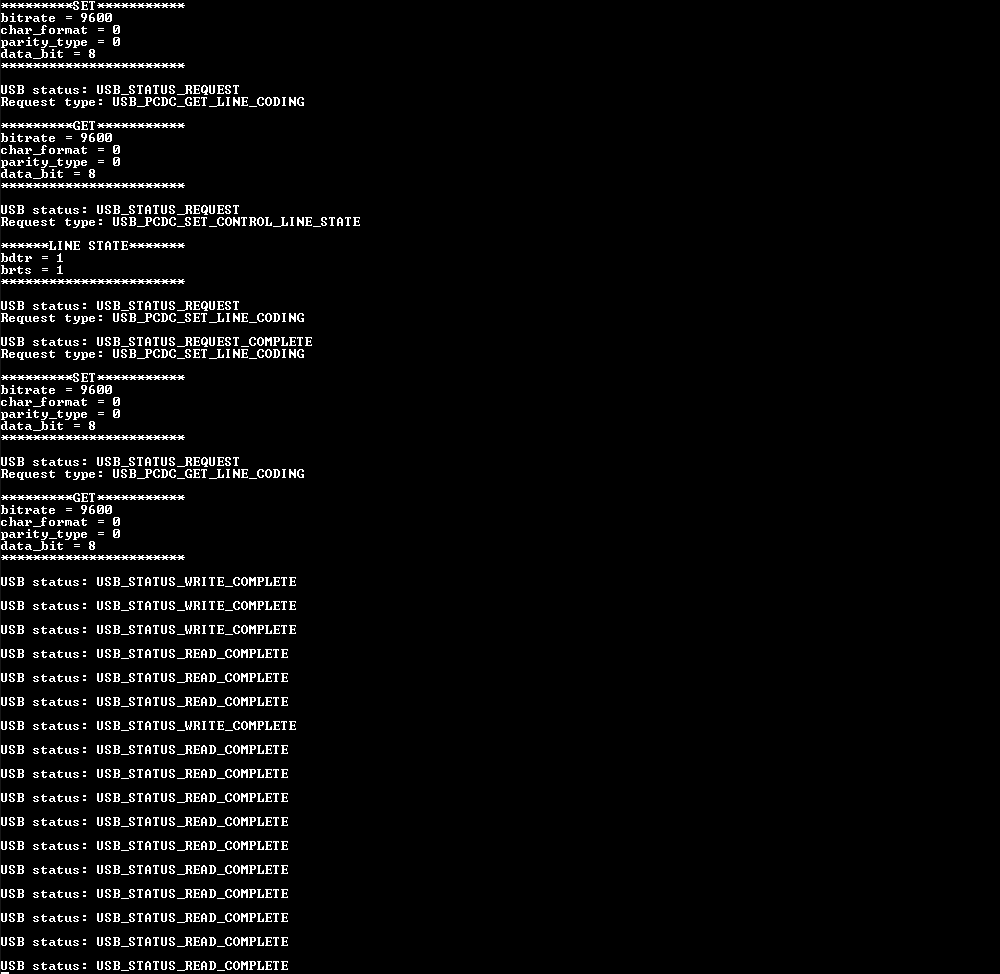 *********SET***********
bitrate = 9600
char_format = 0
parity_type = 0
data_bit = 8
***********************
USB status: USB_STATUS_REQUEST
Request type: USB_PCDC_GET_LINE_CODING
*********GET***********
bitrate = 9600
char_format = 0
parity_type = 0
data_bit = 8
***********************
USB status: USB_STATUS_REQUEST
Request type: USB_PCDC_SET_CONTROL_LINE_STATE
******LINE STATE*******
bdtr = 1
brts = 1
***********************
USB status: USB_STATUS_REQUEST
Request type: USB_PCDC_SET_LINE_CODING
USB status: USB_STATUS_REQUEST_COMPLETE
Request type: USB_PCDC_SET_LINE_CODING
*********SET***********
bitrate = 9600
char_format = 0
parity_type = 0
data_bit = 8
***********************
USB status: USB_STATUS_REQUEST
Request type: USB_PCDC_GET_LINE_CODING
*********GET***********
bitrate = 9600
char_format = 0
parity_type = 0
data_bit = 8
***********************
USB status: USB_STATUS_WRITE_COMPLETE
USB status: USB_STATUS_WRITE_COMPLETE
USB status: USB_STATUS_WRITE_COMPLETE
USB status: USB_STATUS_READ_COMPLETE
USB status: USB_STATUS_READ_COMPLETE
USB status: USB_STATUS_READ_COMPLETE
USB status: USB_STATUS_WRITE_COMPLETE
USB status: USB_STATUS_READ_COMPLETE
USB status: USB_STATUS_READ_COMPLETE
USB status: USB_STATUS_READ_COMPLETE
USB status: USB_STATUS_READ_COMPLETE
USB status: USB_STATUS_READ_COMPLETE
USB status: USB_STATUS_READ_COMPLETE
USB status: USB_STATUS_READ_COMPLETE
USB status: USB_STATUS_READ_COMPLETE
USB status: USB_STATUS_READ_COMPLETE
USB status: USB_STATUS_READ_COMPLETE